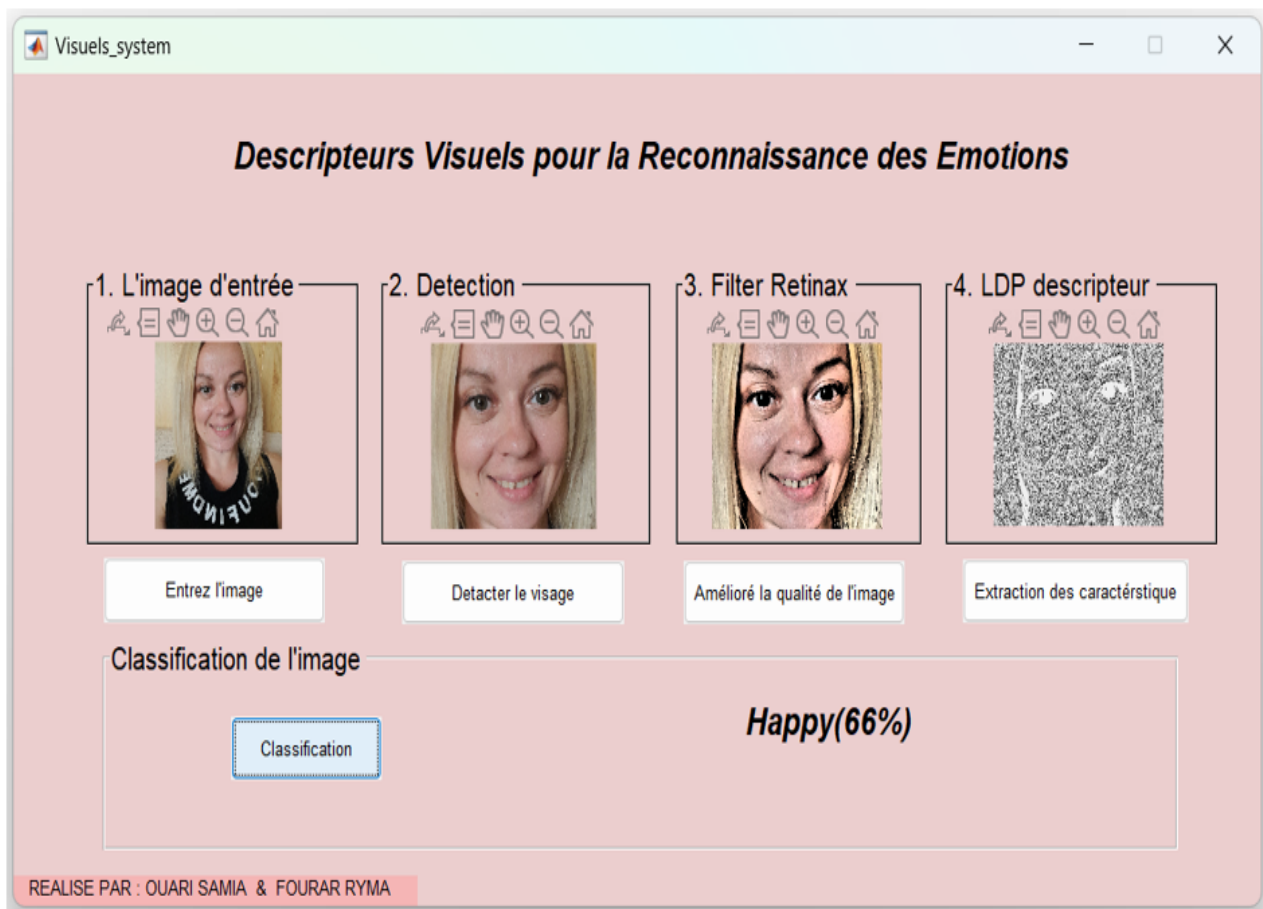 Visuels_system
Descripteurs Visuels pour la Reconnaissance des Emotions
1. L'image d'entrée
2. Detection
3. Filter Retinax
4. LDP descripteur
Entrez l'image
Detacter le visage
Amélioré la qualité de l'image
Extraction des caractérstique
Classification de l'image
Classification
Happy(66%)
REALISE PAR : OUARI SAMIA & FOURAR RYMA